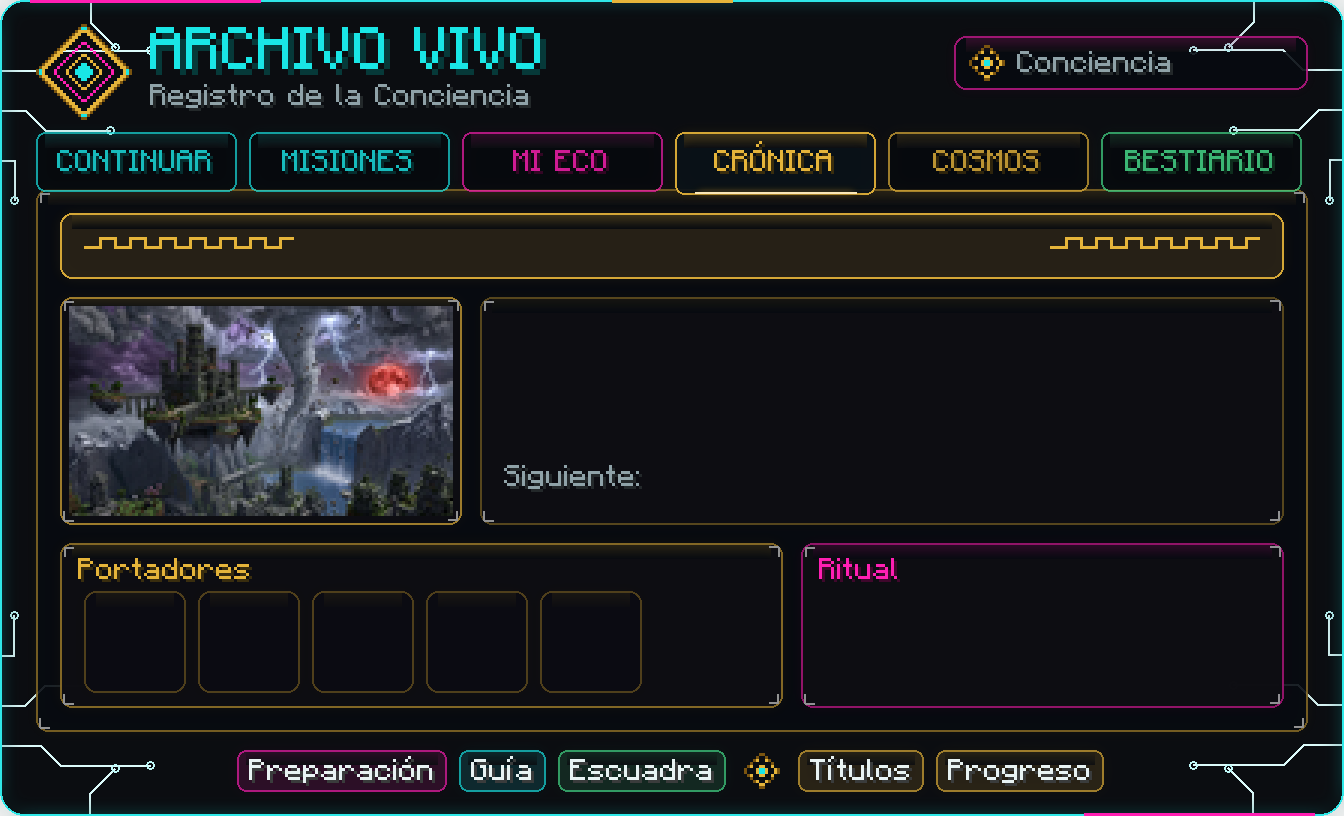 ARCHIVO VIVO
Registro de la Conciencia
Conciencia
CONTINUAR
MISIONES
MI ECO
CRÓNICA
COSMOS
BESTIARIO
Siguiente:
Portadores
Ritual
Preparación
Guía
Escuadra
Títulos
Progreso